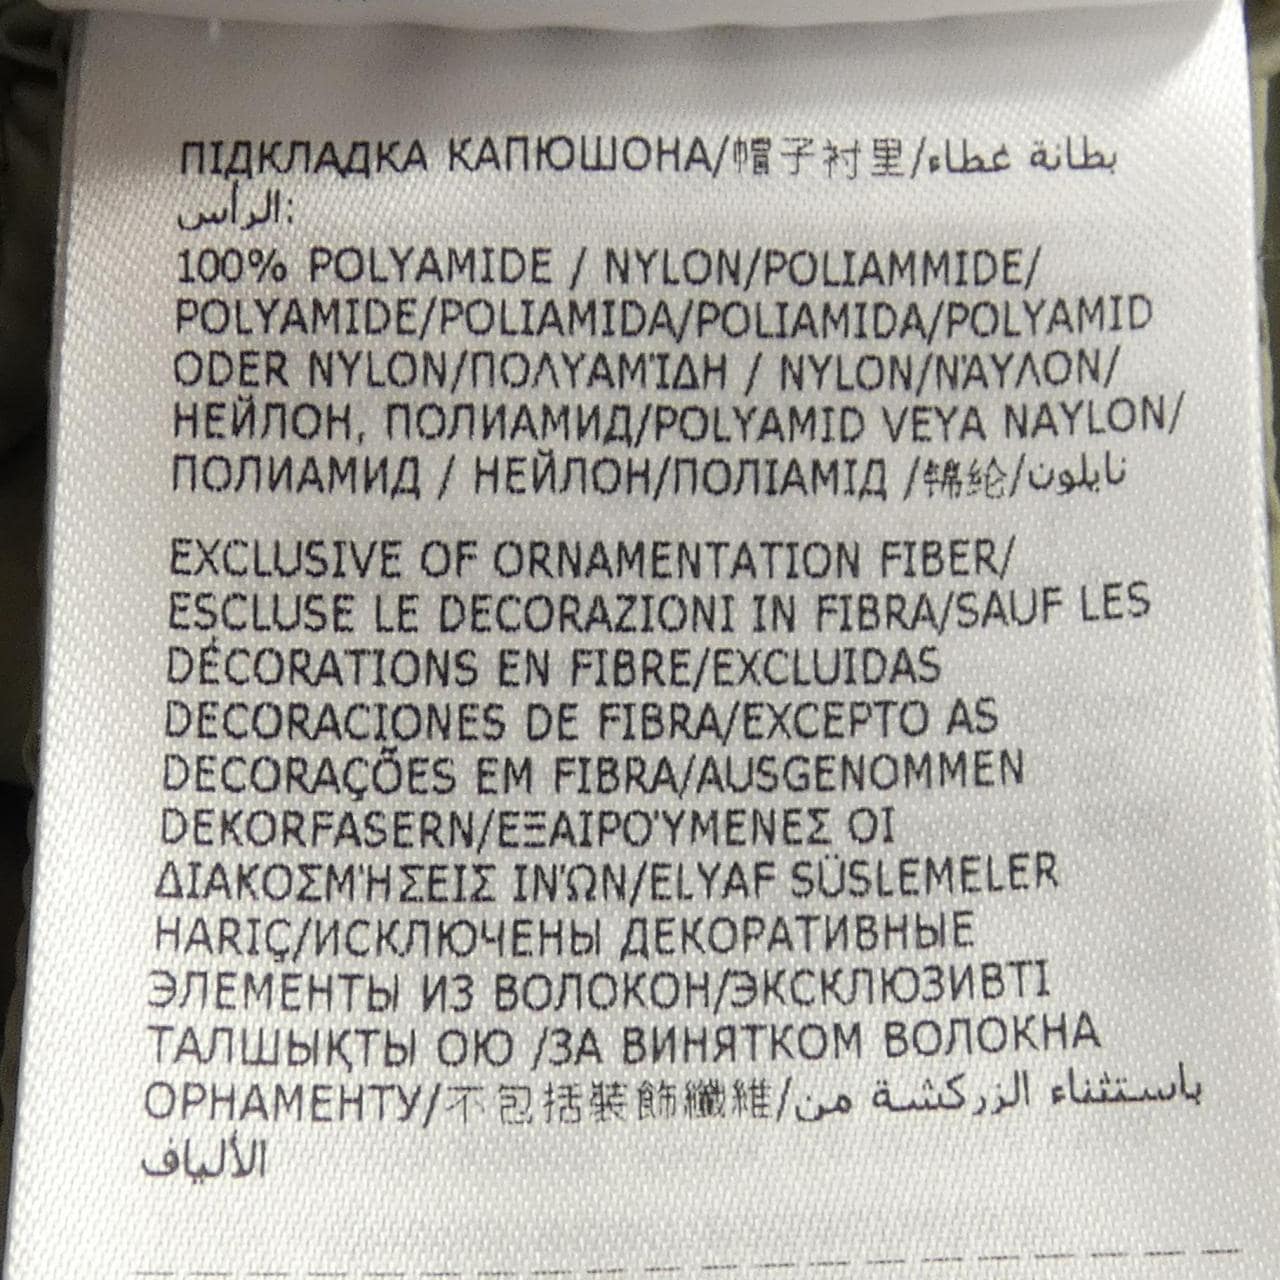 ПІДКЛАДКА КАПЮШОНА/帽子衬里/بطانة غطاء
الرأس:
100% POLYAMIDE / NYLON/POLIAMMIDE/
POLYAMIDE/POLIAMIDA/POLIAMIDA/POLYAMID
ODER NYLON/ΠΟΛΥΑΜΊΔΗ / NYLON/ΝΆΥΛΟΝ/
НЕЙЛОН, ПОЛИАМИД/POLYAMID VEYA NAYLON/
ПОЛИАМИД / НЕЙЛОН/ПОЛІАМІД /锦纶/نايلون
EXCLUSIVE OF ORNAMENTATION FIBER/
ESCLUSE LE DECORAZIONI IN FIBRA/SAUF LES
DÉCORATIONS EN FIBRE/EXCLUIDAS
DECORACIONES DE FIBRA/EXCEPTO AS
DECORAÇÕES EM FIBRA/AUSGENOMMEN
DEKORFASERN/ΕΞΑΙΡΟΎΜΕΝΕΣ ΟΙ
ΔΙΑΚΟΣΜΉΣΕΙΣ ΙΝΏΝ/ELYAF SÜSLEMELER
HARIÇ/ИСКЛЮЧЕНЫ ДЕКОРАТИВНЫЕ
ЭЛЕМЕНТЫ ИЗ ВОЛОКОН/ЭКСКЛЮЗИВТІ
ТАЛШЫҚТЫ ОЮ /ЗА ВИНЯТКОМ ВОЛОКНА
ОРНАМЕНТУ/不包括裝飾纖維/باستثناء الزركشة من
الألياف